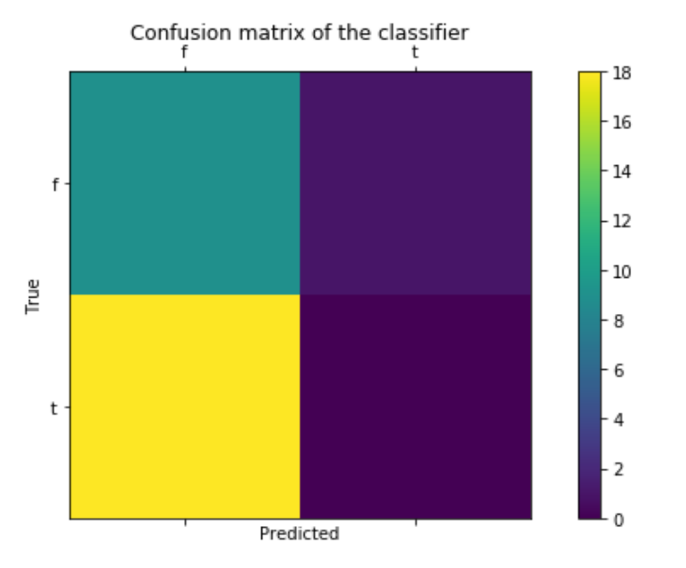 Confusion matrix of the classifier
f t
f
t
True
Predicted
18
16
14
12
10
8
6
4
2
0